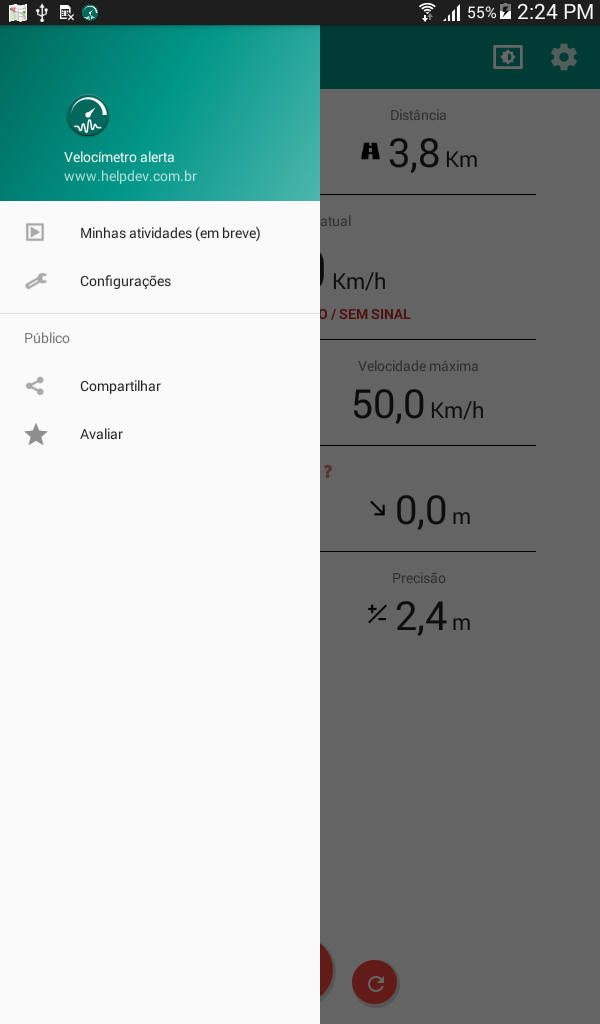 55% 2:24 PM
Velocímetro alerta
www.helpdev.com.br
Minhas atividades (em breve)
Configurações
Público
Compartilhar
Avaliar
Distância
3,8 Km
atual
Km/h
/ SEM SINAL
Velocidade máxima
50,0 Km/h
?
0,0 m
Precisão
2,4 m